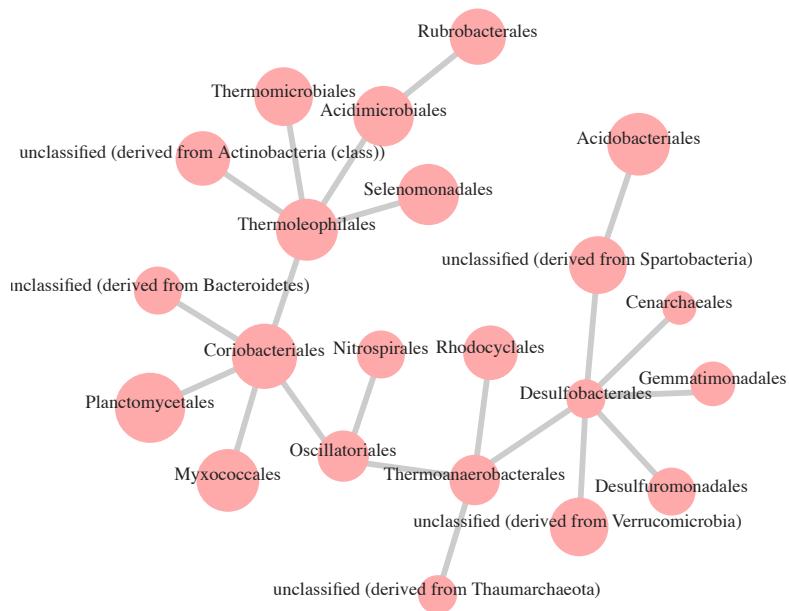 Rubrobacterales
Thermomicrobiales
Acidimicrobiales
Acidobacteriales
unclassified (derived from Actinobacteria (class))
Selenomonadales
Thermoleophilales
unclassified (derived from Spartobacteria)
unclassified (derived from Bacteroidetes)
Cenarchaeales
Coriobacteriales
Nitrospirales
Rhodocyclales
Gemmatimonadales
Desulfobacterales
Planctomycetales
Oscillatoriales
Myxococcales
Thermoanaerobacterales
Desulfuromonadales
unclassified (derived from Verrucomicrobia)
unclassified (derived from Thaumarchaeota)